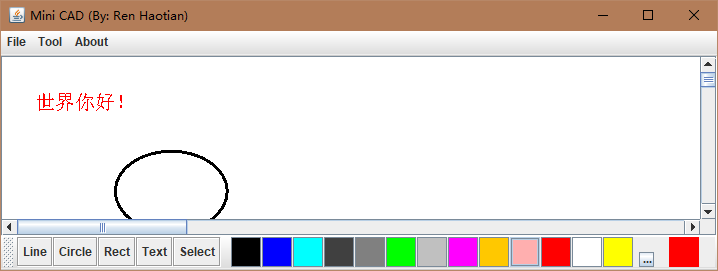 Mini CAD (By: Ren Haotian)
File Tool About
世界你好！
Line Circle Rect Text Select ...